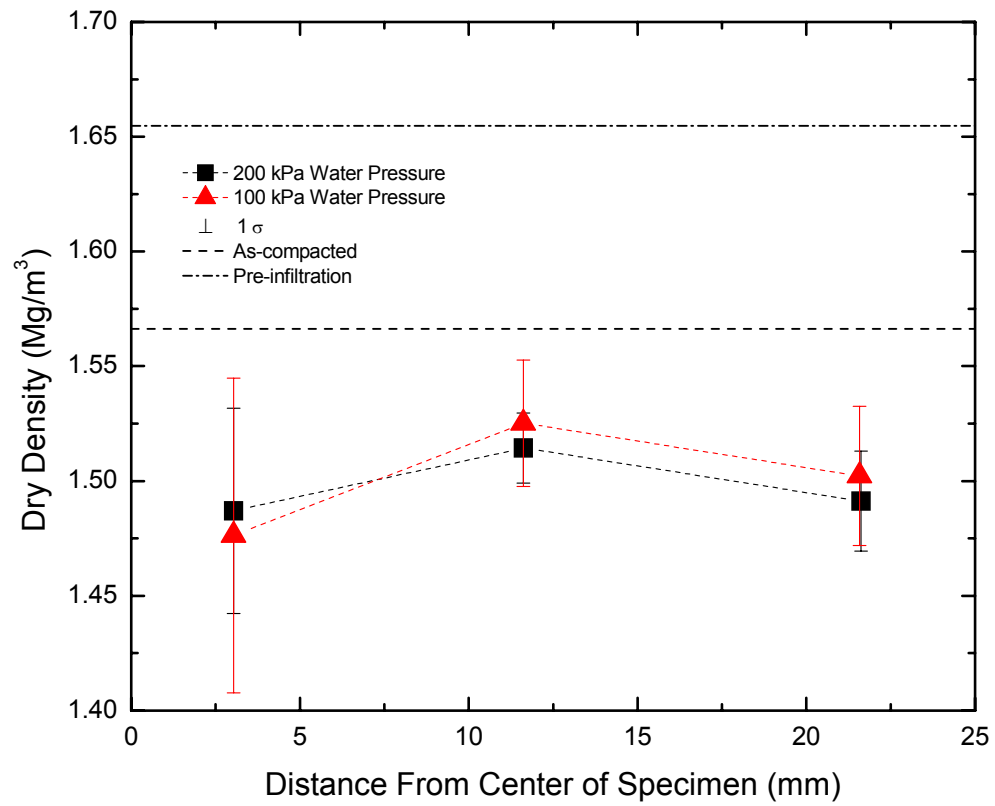 1.70
1.65
1.60
1.55
1.50
1.45
1.40
Dry Density (Mg/m³)
200 kPa Water Pressure
100 kPa Water Pressure
⊥ 1 σ
As-compacted
Pre-infiltration
0 5 10 15 20 25
Distance From Center of Specimen (mm)